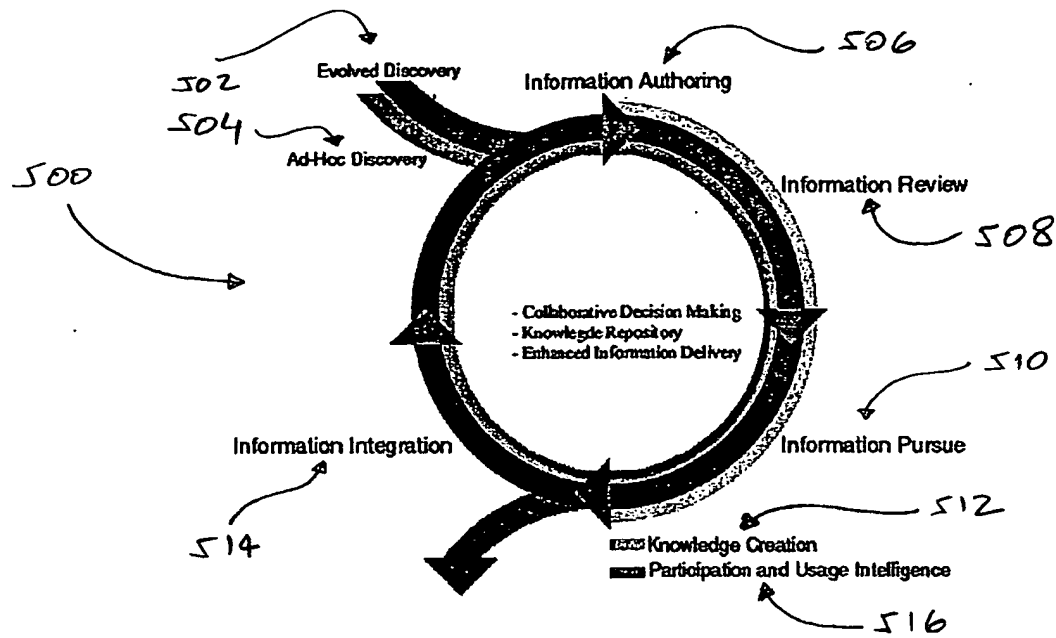 506
502
Evolved Discovery
Information Authoring
504
Ad-Hoc Discovery
500
Information Review
508
- Collaborative Decision Making
- Knowlegde Repository
- Enhanced Information Delivery
510
Information Integration
Information Pursue
514
512
Knowledge Creation
Participation and Usage Intelligence
516